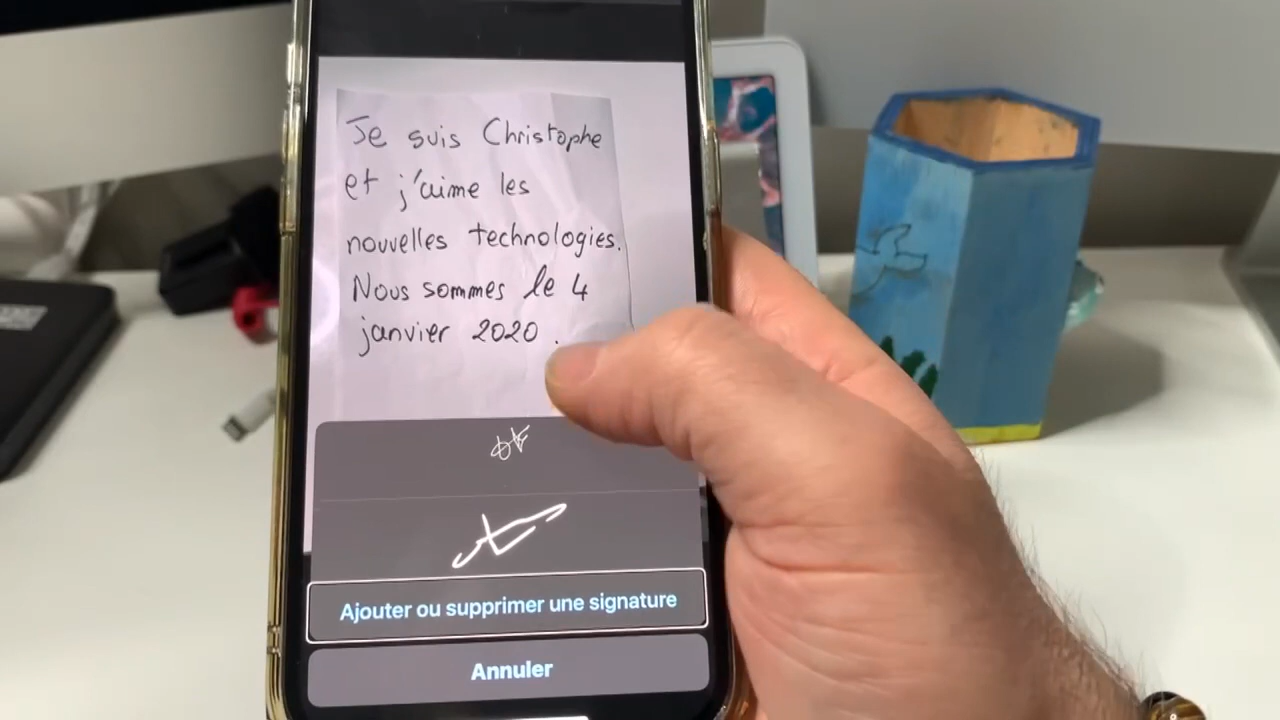 Je suis Christophe
et j'aime les
nouvelles technologies.
Nous sommes le 4
janvier 2020.
Ajouter ou supprimer une signature
Annuler